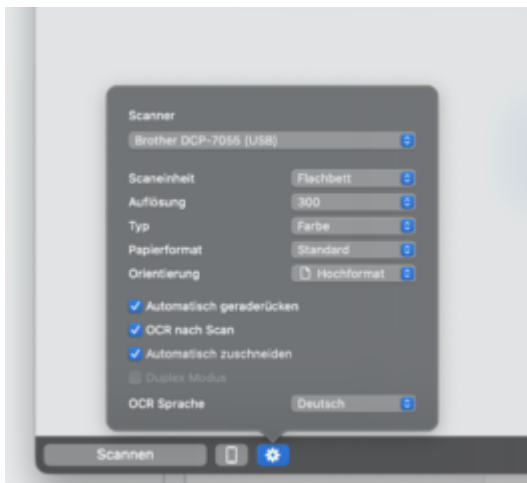 Scanner
Brother DCP-7055 (USB)
Scaneinheit Flachbett
Auflösung 300
Typ Farbe
Papierformat Standard
Orientierung Hochformat
Automatisch geraderücken
OCR nach Scan
Automatisch zuschneiden
Duplex Modus
OCR Sprache Deutsch
Scannen